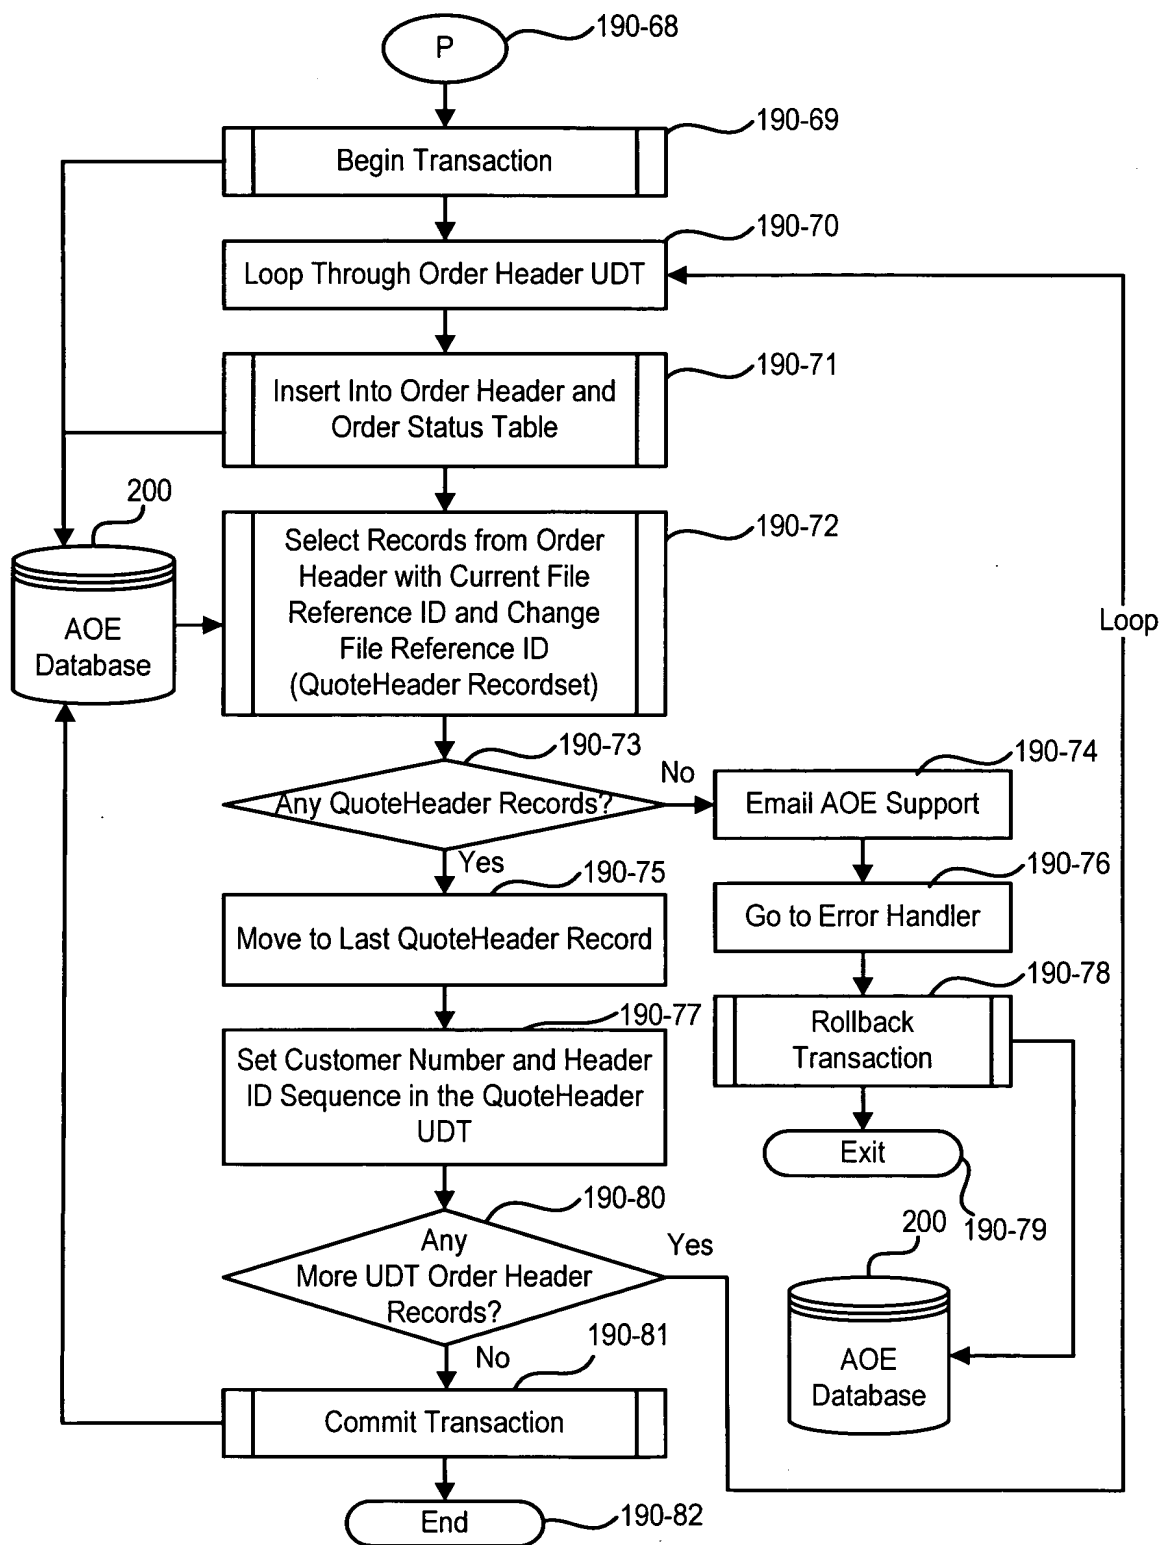 P
190-68
190-69
Begin Transaction
190-70
Loop Through Order Header UDT
190-71
Insert Into Order Header and
Order Status Table
200
AOE
Database
190-72
Select Records from Order
Header with Current File
Reference ID and Change
File Reference ID
(QuoteHeader Recordset)
Loop
190-73
Any QuoteHeader Records?
No
190-74
Email AOE Support
Yes
190-75
Move to Last QuoteHeader Record
190-76
Go to Error Handler
190-77
Set Customer Number and Header
ID Sequence in the QuoteHeader
UDT
190-78
Rollback
Transaction
Exit
190-79
190-80
Any
More UDT Order Header
Records?
Yes
200
AOE
Database
No
190-81
Commit Transaction
End
190-82